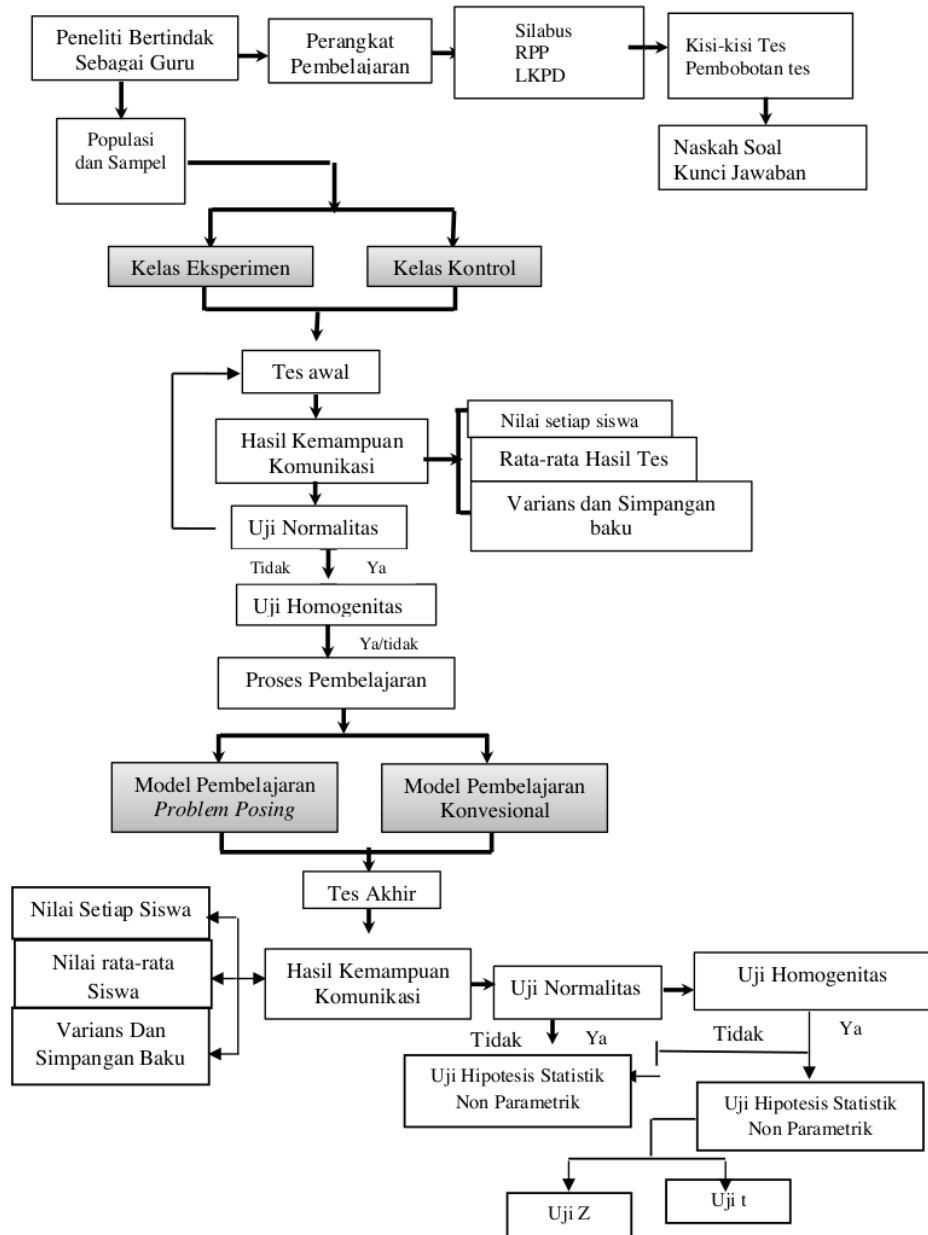 Peneliti Bertindak
Sebagai Guru
Perangkat
Pembelajaran
Silabus
RPP
LKPD
Kisi-kisi Tes
Pembobotan tes
Populasi
dan Sampel
Naskah Soal
Kunci Jawaban
Kelas Eksperimen
Kelas Kontrol
Tes awal
Hasil Kemampuan
Komunikasi
Nilai setiap siswa
Rata-rata Hasil Tes
Varians dan Simpangan
baku
Uji Normalitas
Tidak
Ya
Uji Homogenitas
Ya/tidak
Proses Pembelajaran
Model Pembelajaran
Problem Posing
Model Pembelajaran
Konvesional
Tes Akhir
Nilai Setiap Siswa
Nilai rata-rata
Siswa
Varians Dan
Simpangan Baku
Hasil Kemampuan
Komunikasi
Uji Normalitas
Uji Homogenitas
Tidak
Ya
Tidak
Ya
Uji Hipotesis Statistik
Non Parametrik
Uji Hipotesis Statistik
Non Parametrik
Uji Z
Uji t